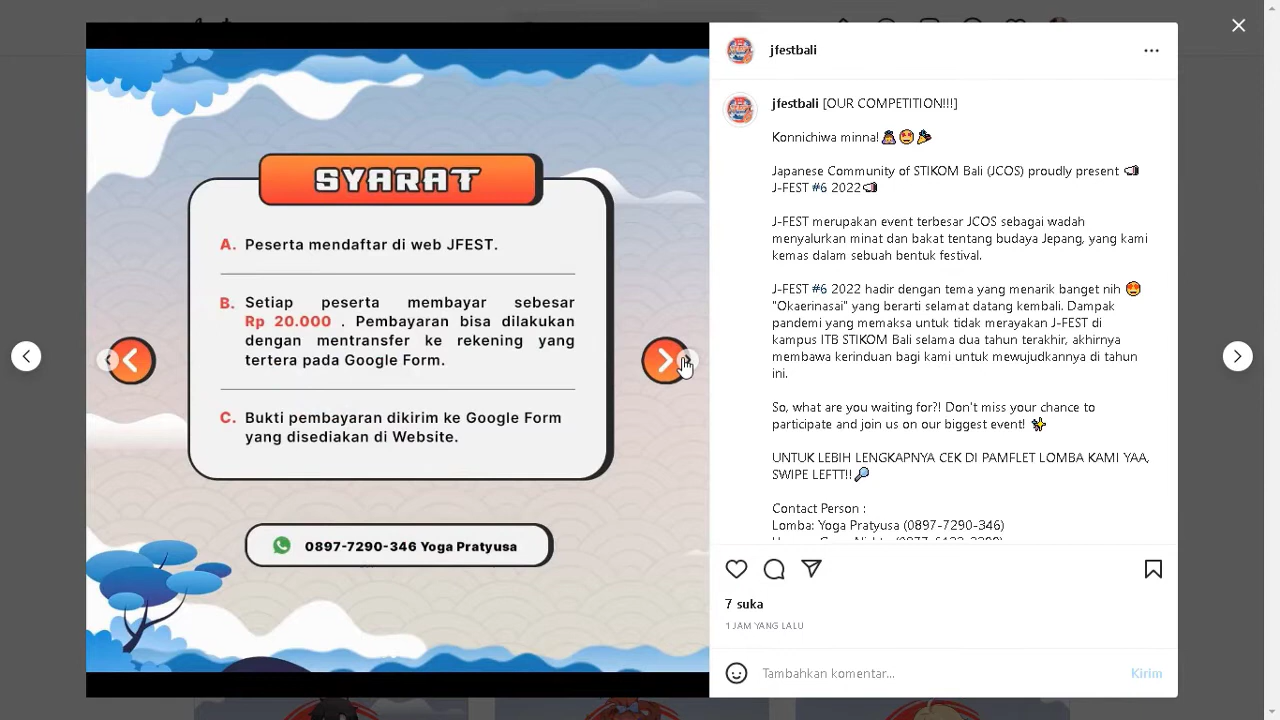 SYARAT
A. Peserta mendaftar di web JFEST.
B. Setiap peserta membayar sebesar
Rp 20.000 . Pembayaran bisa dilakukan
dengan mentransfer ke rekening yang
tertera pada Google Form.
C. Bukti pembayaran dikirim ke Google Form
yang disediakan di Website.
0897-7290-346 Yoga Pratyusa
jfestbali
jfestbali [OUR COMPETITION!!!]
Konnichiwa minna!
Japanese Community of STIKOM Bali (JCOS) proudly present
J-FEST #6 2022
J-FEST merupakan event terbesar JCOS sebagai wadah
menyalurkan minat dan bakat tentang budaya Jepang, yang kami
kemas dalam sebuah bentuk festival.
J-FEST #6 2022 hadir dengan tema yang menarik banget nih
"Okaerinasai" yang berarti selamat datang kembali. Dampak
pandemi yang memaksa untuk tidak merayakan J-FEST di
kampus ITB STIKOM Bali selama dua tahun terakhir, akhirnya
membawa kerinduan bagi kami untuk mewujudkannya di tahun
ini.
So, what are you waiting for?! Don't miss your chance to
participate and join us on our biggest event!
UNTUK LEBIH LENGKAPNYA CEK DI PAMFLET LOMBA KAMI YAA,
SWIPE LEFTT!!
Contact Person :
Lomba: Yoga Pratyusa (0897-7290-346)
7 suka
1 JAM YANG LALU
Tambahkan komentar...
Kirim